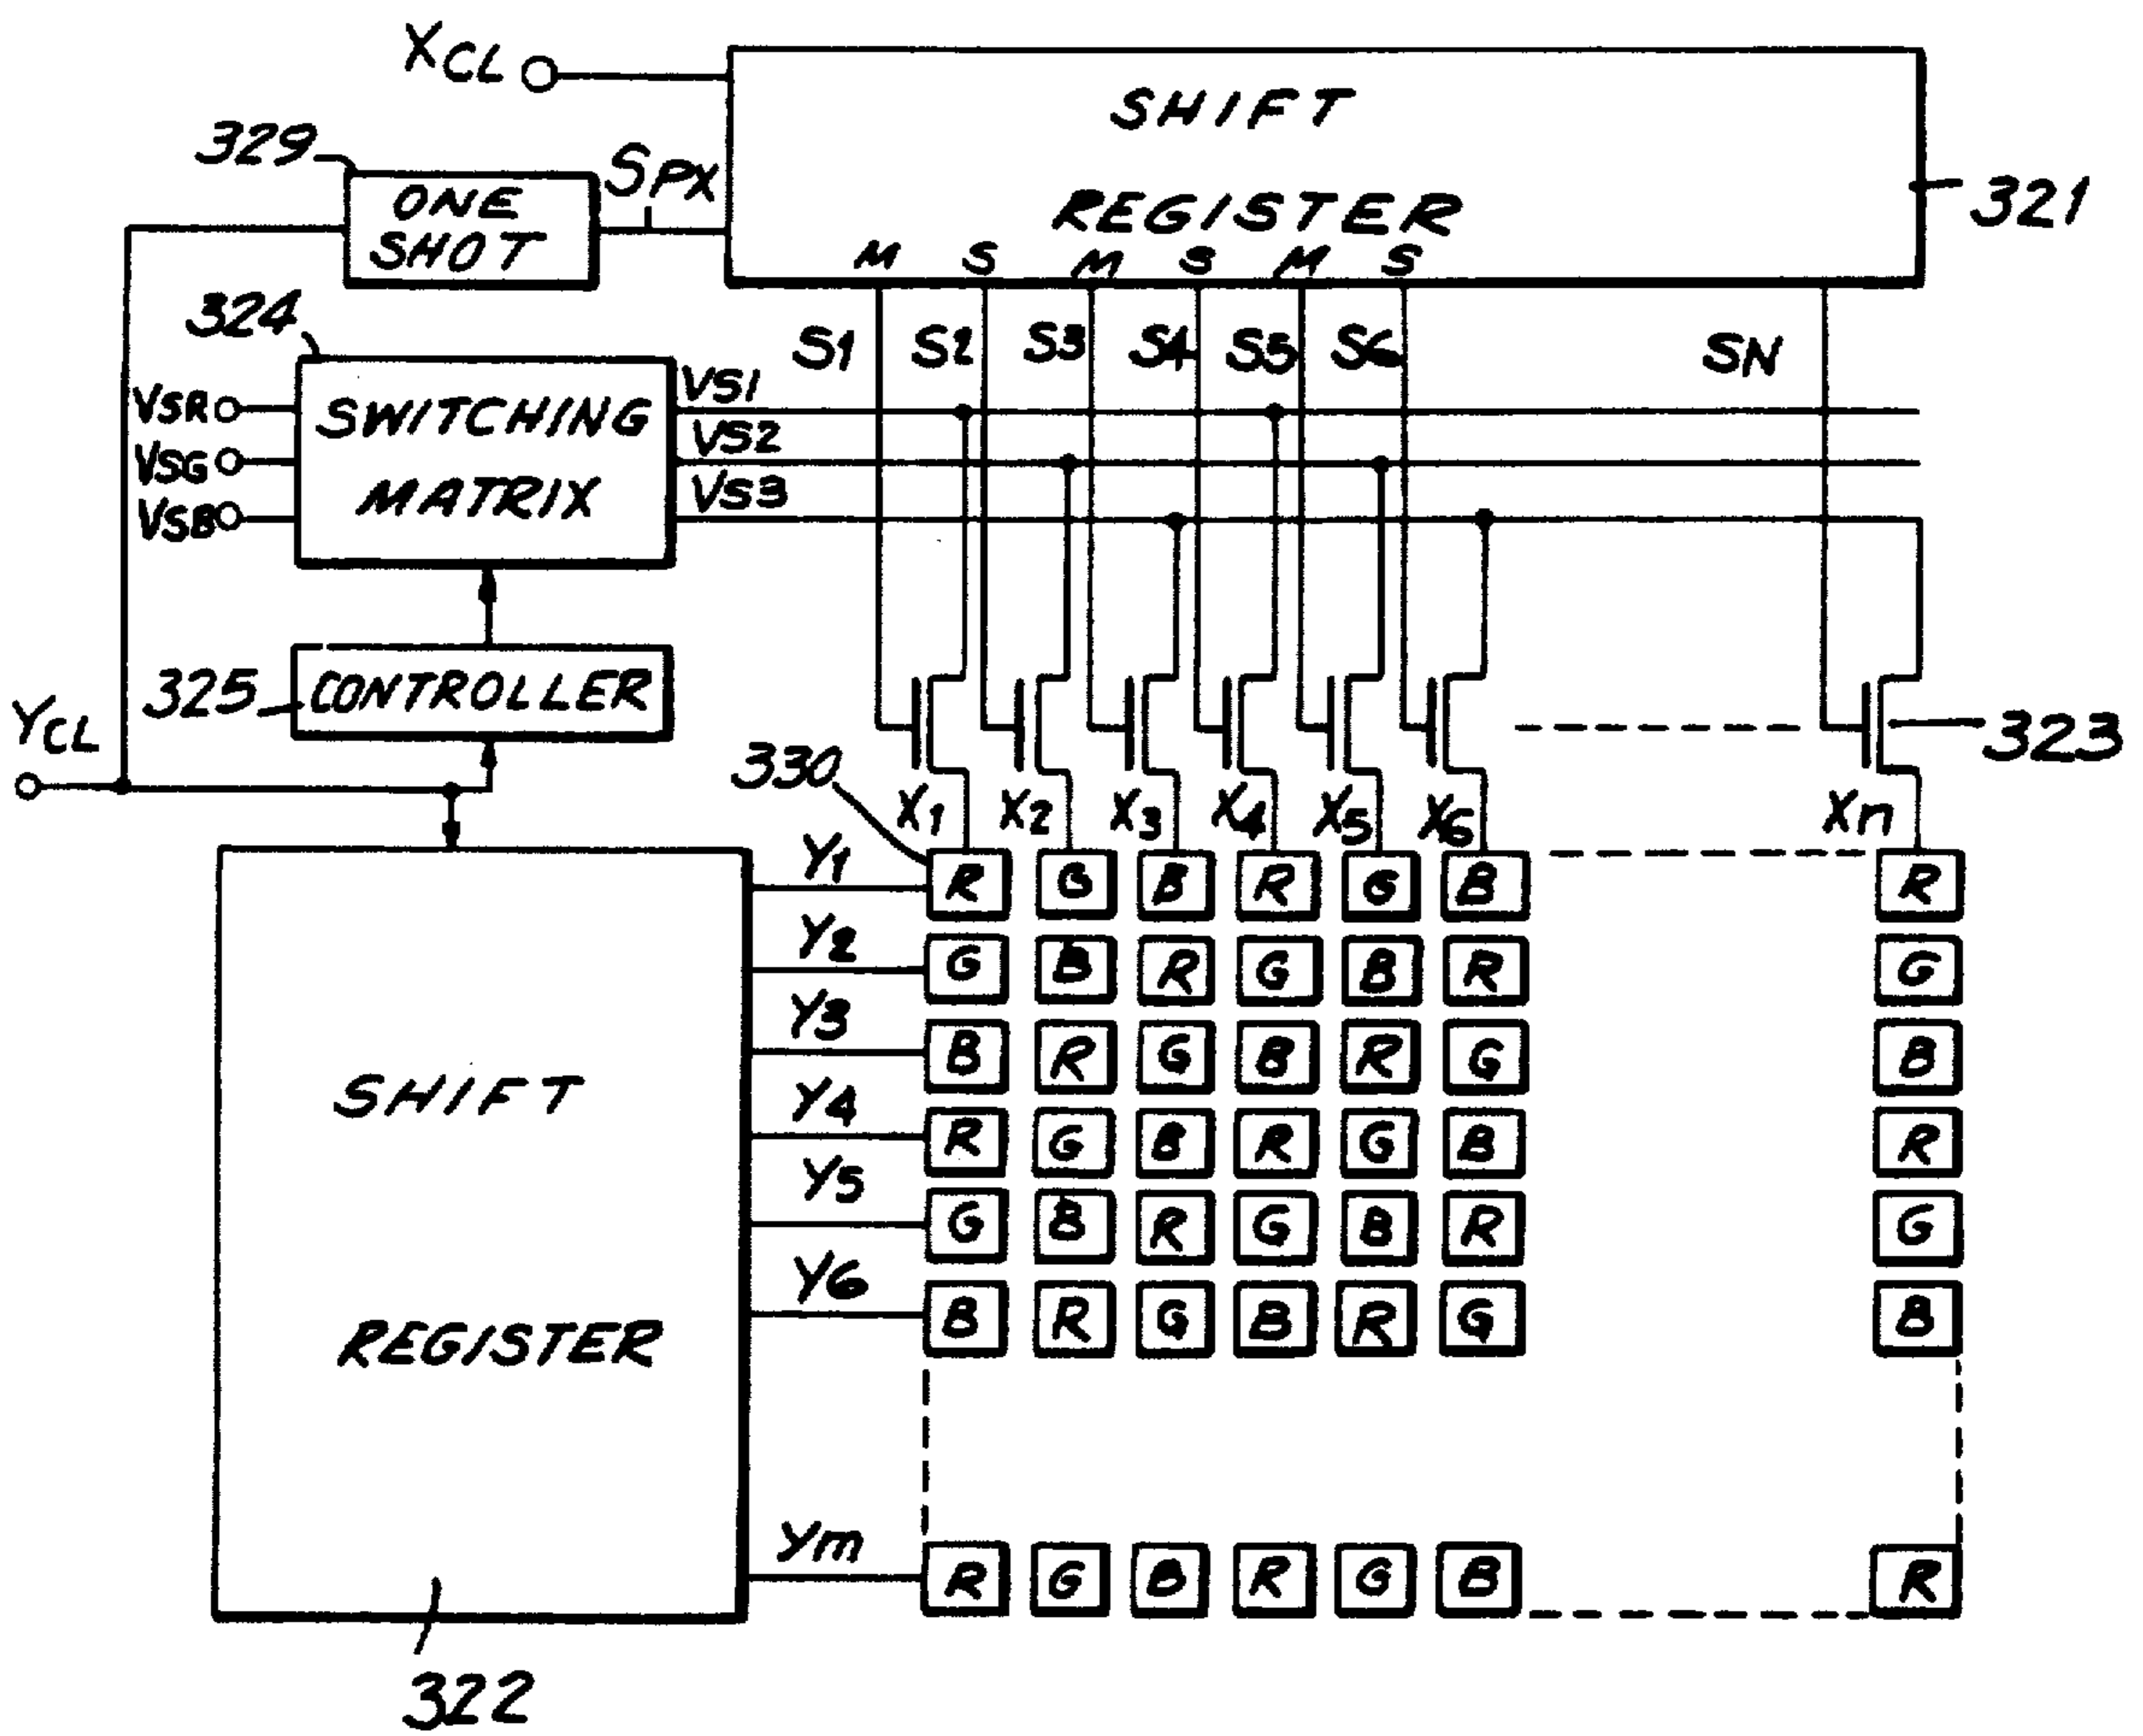 XCL
SHIFT
REGISTER
321
329
ONE
SHOT
SPX
M S M S M S
324
S1 S2 S3 S4 S5 S6 SN
VSR
VSG
VSB
SWITCHING
MATRIX
VS1
VS2
VS3
325
CONTROLLER
YCL
323
330
X1 X2 X3 X4 X5 X6 Xn
Y1 R G B R G B R
Y2 G B R G B R G
Y3 B R G B R G B
Y4 R G B R G B R
Y5 G B R G B R G
Y6 B R G B R G B
Ym R G B R G B R
SHIFT
REGISTER
322